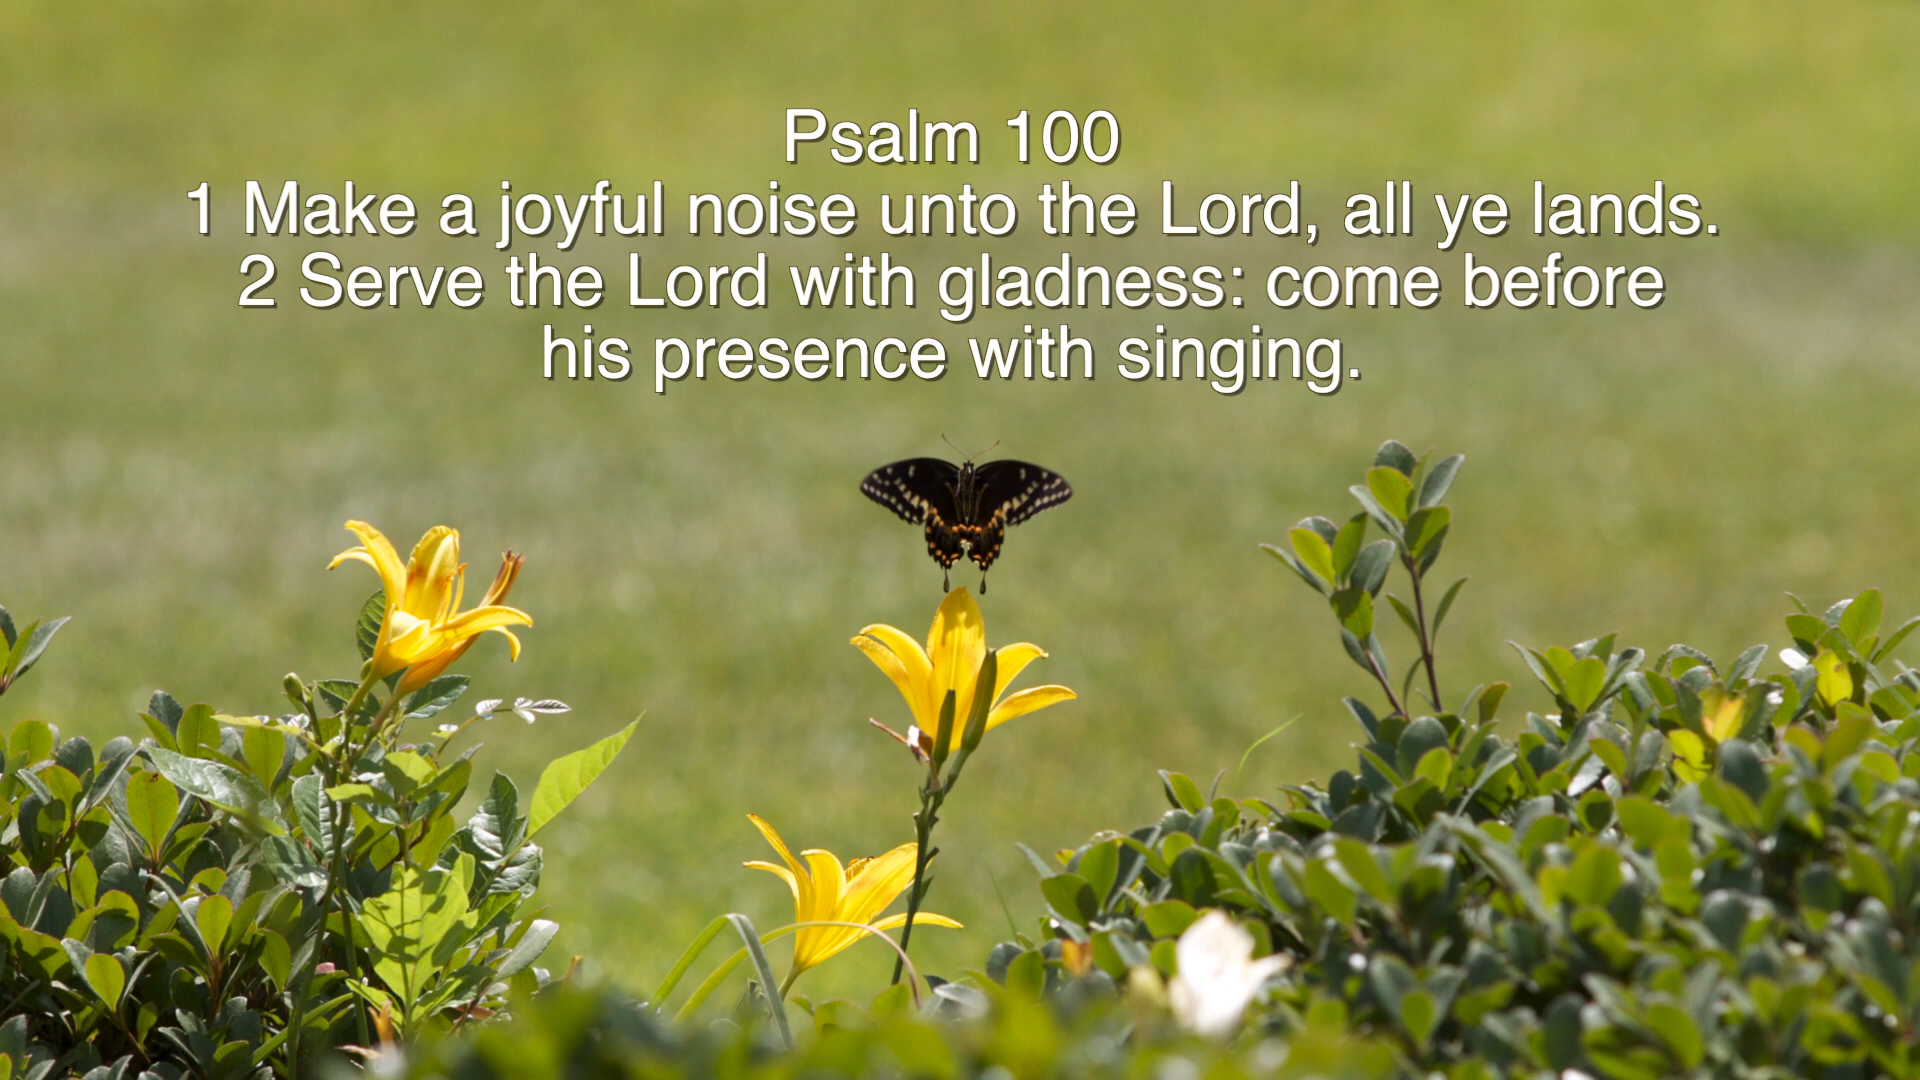 Psalm 100
1 Make a joyful noise unto the Lord, all ye lands.
2 Serve the Lord with gladness: come before
his presence with singing.